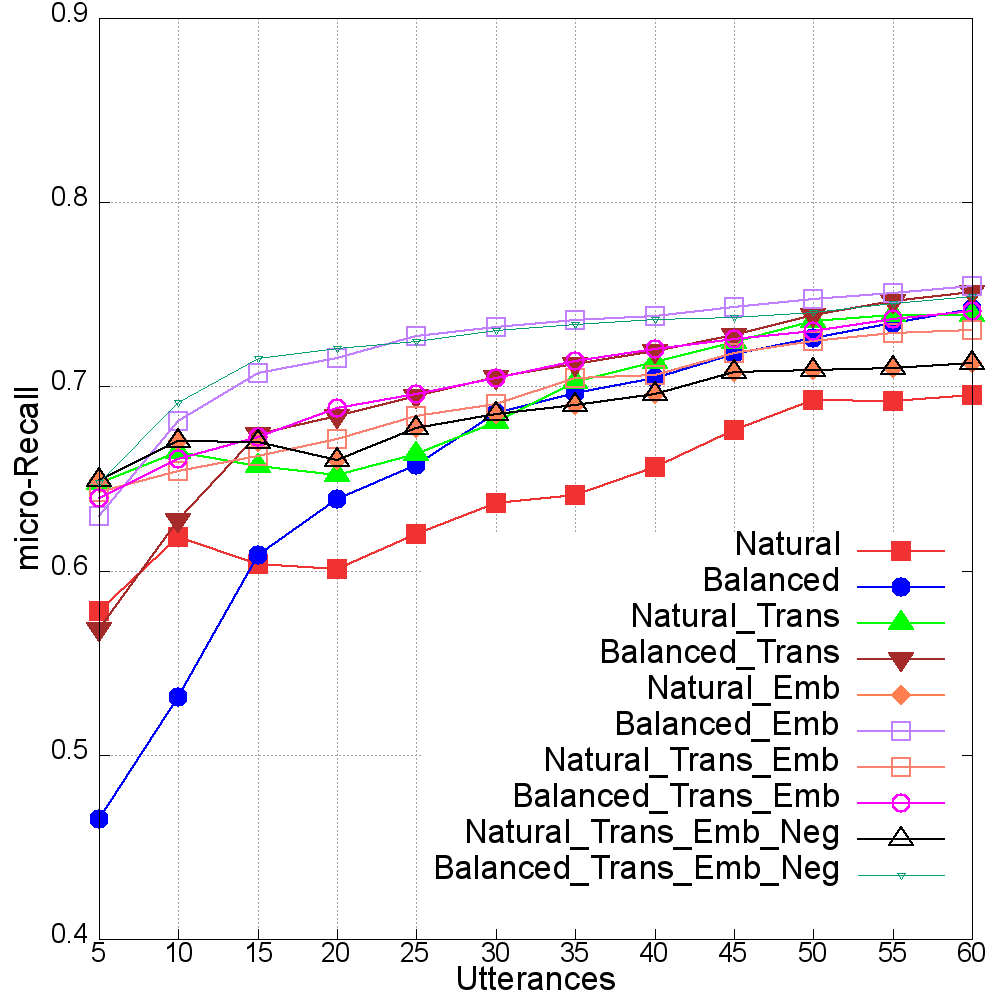 0.9
0.8
0.7
0.6
0.5
0.4
micro-Recall
Natural
Balanced
Natural_Trans
Balanced_Trans
Natural_Emb
Balanced_Emb
Natural_Trans_Emb
Balanced_Trans_Emb
Natural_Trans_Emb_Neg
Balanced_Trans_Emb_Neg
5 10 15 20 25 30 35 40 45 50 55 60
Utterances